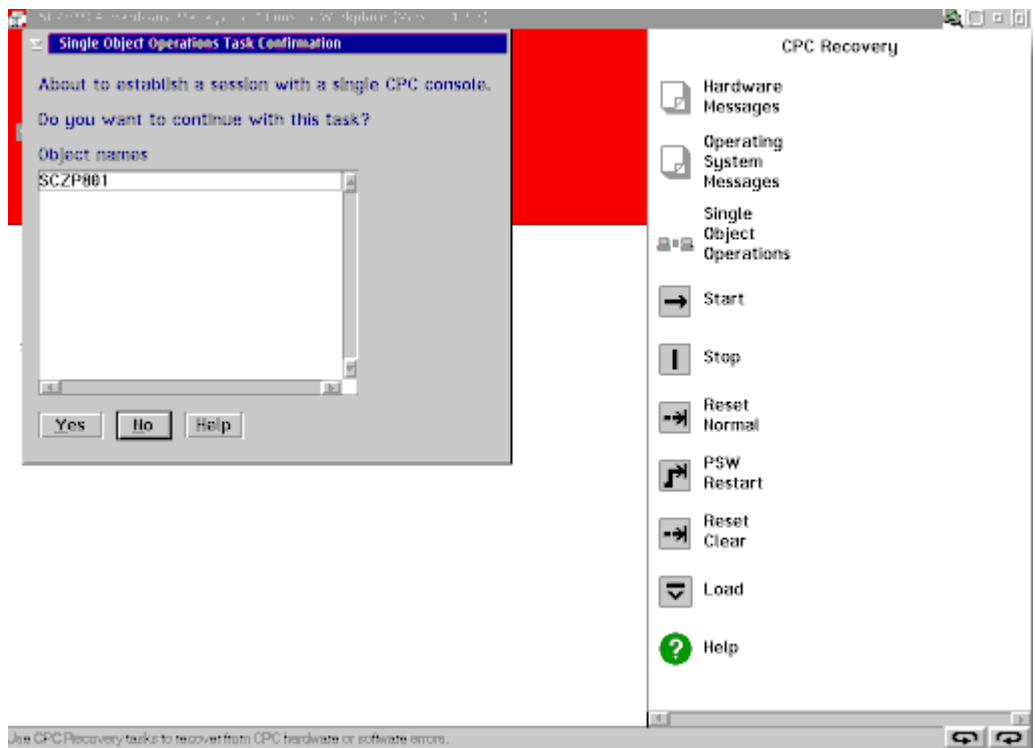 Single Object Operations Task Confirmation
About to establish a session with a single CPC console.
Do you want to continue with this task?
Object names
SCZP801
Yes No Help
CPC Recovery
Hardware
Messages
Operating
System
Messages
Single
Object
Operations
Start
Stop
Reset
Normal
PSW
Restart
Reset
Clear
Load
Help
Use CPC Recovery tasks to recover from CPC hardware or software errors.